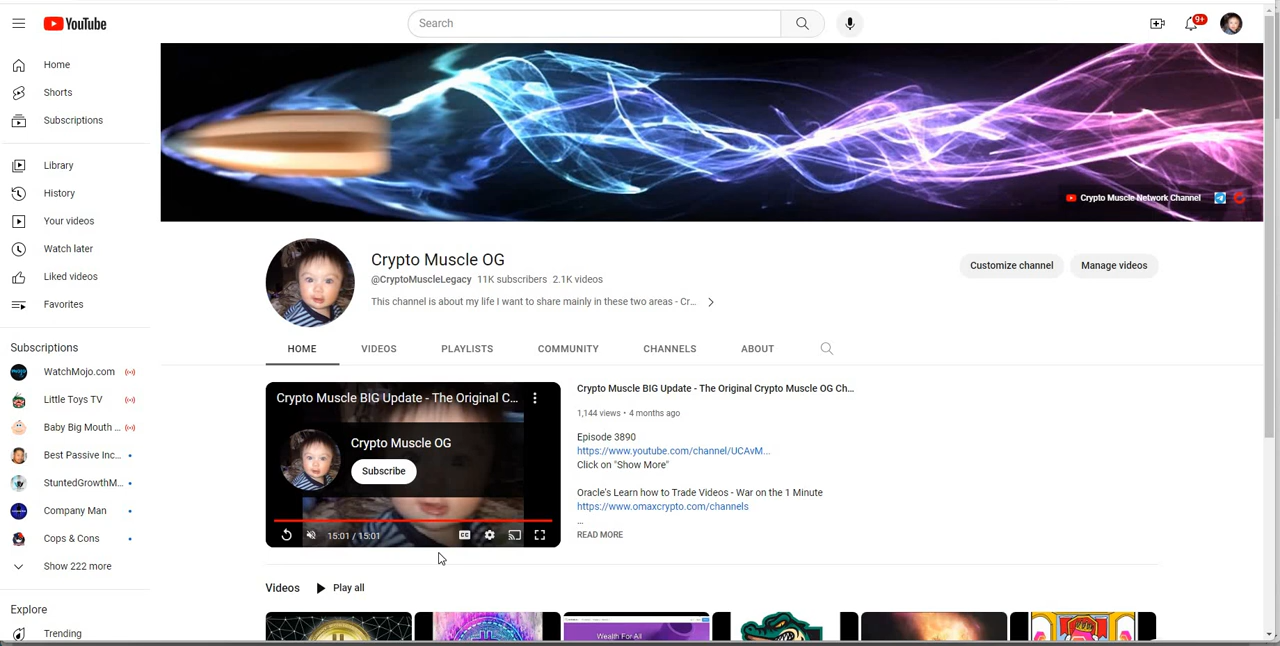 YouTube
Search
9+
Home
Shorts
Subscriptions
Library
History
Your videos
Watch later
Liked videos
Favorites
Subscriptions
WatchMojo.com
Little Toys TV
Baby Big Mouth ...
Best Passive Inc...
StuntedGrowthM...
Company Man
Cops & Cons
Show 222 more
Explore
Trending
Crypto Muscle Network Channel
Crypto Muscle OG
@CryptoMuscleLegacy 11K subscribers 2.1K videos
This channel is about my life I want to share mainly in these two areas - Cr...
Customize channel
Manage videos
HOME
VIDEOS
PLAYLISTS
COMMUNITY
CHANNELS
ABOUT
Crypto Muscle BIG Update - The Original C...
Crypto Muscle OG
Subscribe
15:01 / 15:01
CC
Crypto Muscle BIG Update - The Original Crypto Muscle OG Ch...
1,144 views • 4 months ago
Episode 3890
https://www.youtube.com/channel/UCAvM...
Click on "Show More"
Oracle's Learn how to Trade Videos - War on the 1 Minute
https://www.omaxcrypto.com/channels
...
READ MORE
Videos
Play all
Wealth For All